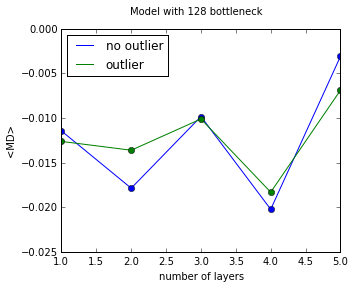 Model with 128 bottleneck
0.000
-0.005
-0.010
-0.015
-0.020
-0.025
<MD>
no outlier
outlier
1.0 1.5 2.0 2.5 3.0 3.5 4.0 4.5 5.0
number of layers